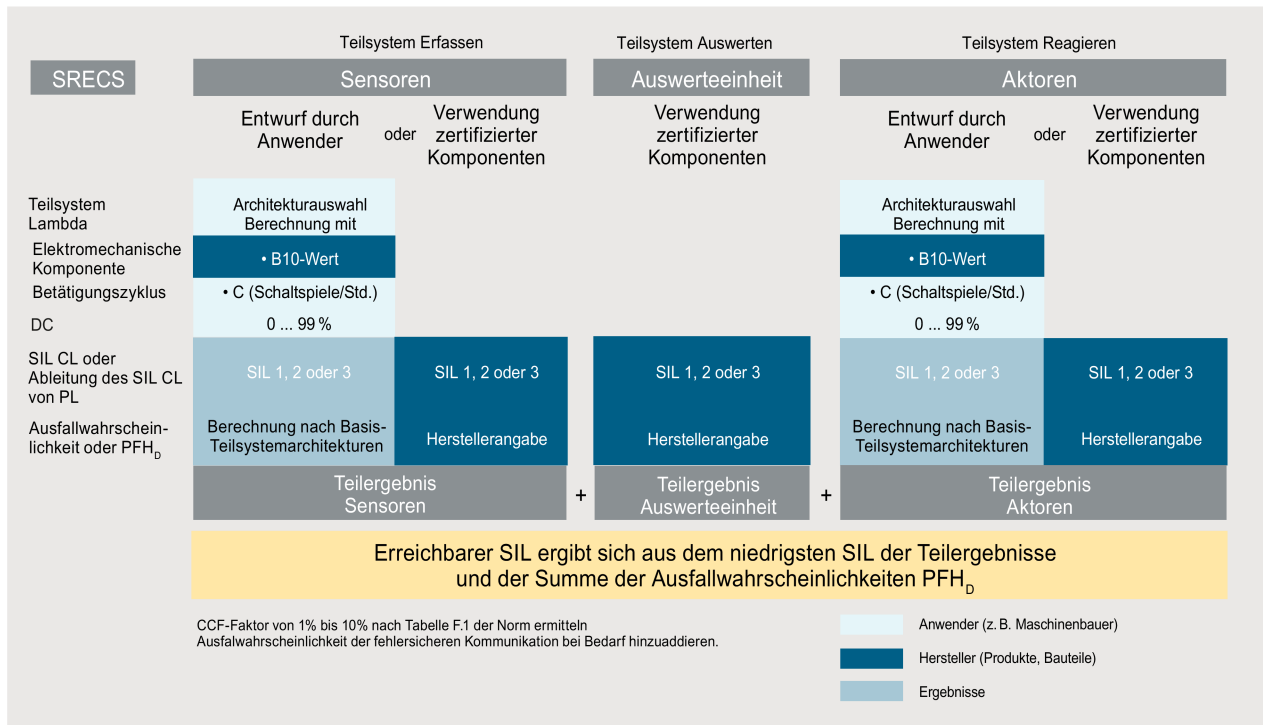 Teilsystem Erfassen
Teilsystem Auswerten
Teilsystem Reagieren
SRECS
Sensoren
Auswerteeinheit
Aktoren
Entwurf durch
Anwender
oder
Verwendung
zertifizierter
Komponenten
Verwendung
zertifizierter
Komponenten
Entwurf durch
Anwender
oder
Verwendung
zertifizierter
Komponenten
Teilsystem
Lambda
Architekturauswahl
Berechnung mit
Architekturauswahl
Berechnung mit
Elektromechanische
Komponente
• B10-Wert
• B10-Wert
Betätigungszyklus
• C (Schaltspiele/Std.)
• C (Schaltspiele/Std.)
DC
0 ... 99 %
0 ... 99 %
SIL CL oder
Ableitung des SIL CL
von PL
SIL 1, 2 oder 3
SIL 1, 2 oder 3
SIL 1, 2 oder 3
SIL 1, 2 oder 3
SIL 1, 2 oder 3
Ausfallwahrschein-
lichkeit oder PFHD
Berechnung nach Basis-
Teilsystemarchitekturen
Herstellerangabe
Herstellerangabe
Berechnung nach Basis-
Teilsystemarchitekturen
Herstellerangabe
Teilergebnis
Sensoren
+
Teilergebnis
Auswerteeinheit
+
Teilergebnis
Aktoren
Erreichbarer SIL ergibt sich aus dem niedrigsten SIL der Teilergebnisse
und der Summe der Ausfallwahrscheinlichkeiten PFHD
CCF-Faktor von 1% bis 10% nach Tabelle F.1 der Norm ermitteln
Ausfalwahrscheinlichkeit der fehlersicheren Kommunikation bei Bedarf hinzuaddieren.
Anwender (z. B. Maschinenbauer)
Hersteller (Produkte, Bauteile)
Ergebnisse